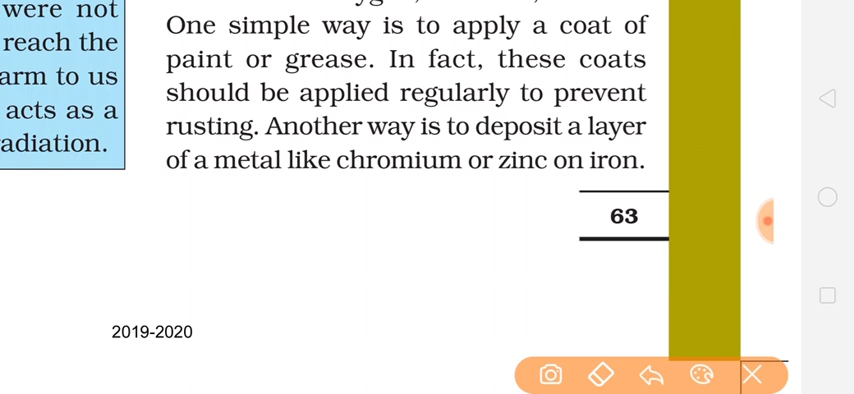 were not
reach the
arm to us
acts as a
adiation.
One simple way is to apply a coat of
paint or grease. In fact, these coats
should be applied regularly to prevent
rusting. Another way is to deposit a layer
of a metal like chromium or zinc on iron.
63
2019-2020